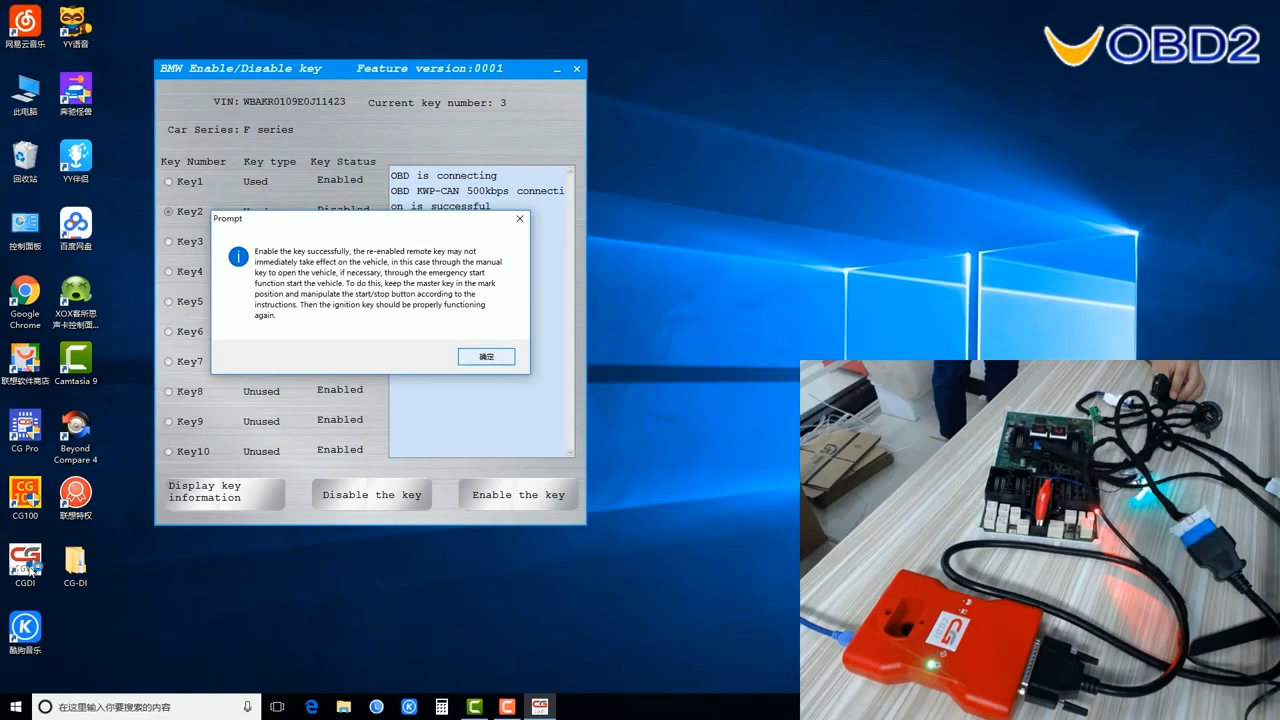 网易云音乐
YY语音
此电脑
奔驰怪兽
回收站
YY伴侣
控制面板
百度网盘
Google
Chrome
XOX客所思
声卡控制面...
联想软件商店
Camtasia 9
CG Pro
Beyond
Compare 4
CG100
联想特权
CGDI
CG-DI
酷狗音乐
OBD2
BMW Enable/Disable key
Feature version:0001
VIN: WBAKR0109E0J11423
Current key number: 3
Car Series: F series
Key Number
Key type
Key Status
Key1
Used
Enabled
Key2
Disabled
Key3
Key4
Key5
Key6
Key7
Key8
Unused
Enabled
Key9
Unused
Enabled
Key10
Unused
Enabled
OBD is connecting
OBD KWP-CAN 500kbps connecti
on is successful
Prompt
Enable the key successfully, the re-enabled remote key may not
immediately take effect on the vehicle, in this case through the manual
key to open the vehicle, if necessary, through the emergency start
function start the vehicle. To do this, keep the master key in the mark
position and manipulate the start/stop button according to the
instructions. Then the ignition key should be properly functioning
again.
确定
Display key
information
Disable the key
Enable the key
CG
在这里输入你要搜索的内容